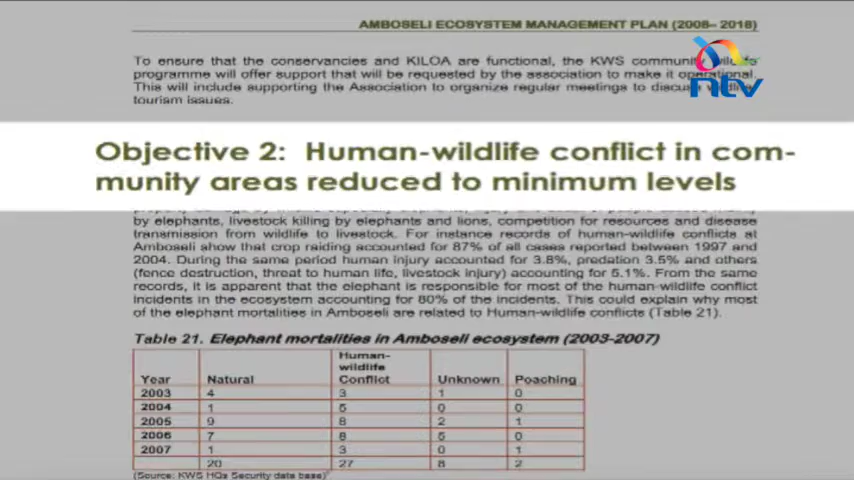 AMBOSELI ECOSYSTEM MANAGEMENT PLAN (2008– 2018)
To ensure that the conservancies and KILOA are functional, the KWS community wildlife
programme will offer support that will be requested by the association to make it operational.
This will include supporting the Association to organize regular meetings to discuss wildlife
tourism issues.
ntv
Objective 2: Human-wildlife conflict in com-
munity areas reduced to minimum levels
by elephants, livestock killing by elephants and lions, competition for resources and disease
transmission from wildlife to livestock. For instance records of human-wildlife conflicts at
Amboseli show that crop raiding accounted for 87% of all cases reported between 1997 and
2004. During the same period human injury accounted for 3.8%, predation 3.5% and others
(fence destruction, threat to human life, livestock injury) accounting for 5.1%. From the same
records, it is apparent that the elephant is responsible for most of the human-wildlife conflict
incidents in the ecosystem accounting for 80% of the incidents. This could explain why most
of the elephant mortalities in Amboseli are related to Human-wildlife conflicts (Table 21).
Table 21. Elephant mortalities in Amboseli ecosystem (2003-2007)
Year Natural Human-wildlife Conflict Unknown Poaching
2003 4 3 1 0
2004 1 5 0 0
2005 9 8 2 1
2006 7 8 5 0
2007 1 3 0 1
20 27 8 2
(Source: KWS HQs Security data base)